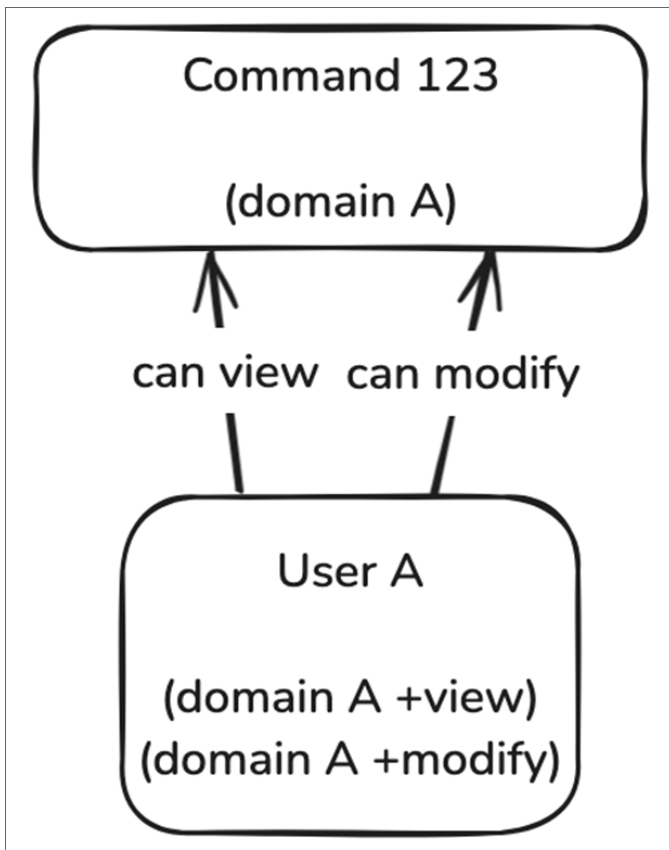 Command 123
(domain A)
can view
can modify
User A
(domain A +view)
(domain A +modify)